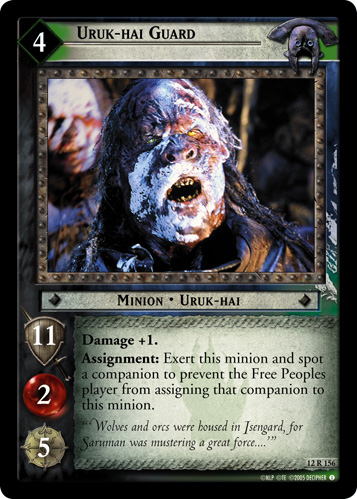 4
Uruk-hai Guard
Minion • Uruk-hai
11
Damage +1.
Assignment: Exert this minion and spot
a companion to prevent the Free Peoples
player from assigning that companion to
this minion.
2
"'Wolves and orcs were housed in Isengard, for
Saruman was mustering a great force....'"
5
12 R 156
©NLP ©TE ©2005 DECIPHER